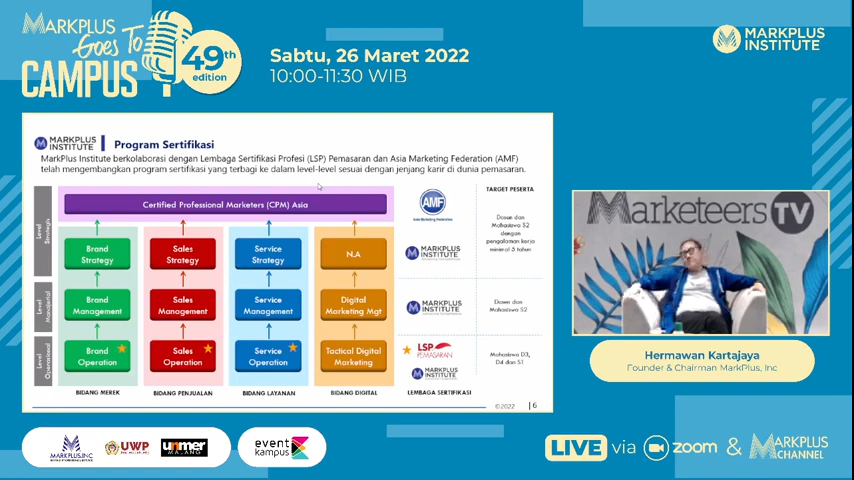 MARKPLUS
Goes To
CAMPUS
49th
edition
Sabtu, 26 Maret 2022
10:00-11:30 WIB
MARKPLUS
INSTITUTE
MARKPLUS
INSTITUTE
Program Sertifikasi
MarkPlus Institute berkolaborasi dengan Lembaga Sertifikasi Profesi (LSP) Pemasaran dan Asia Marketing Federation (AMF)
telah mengembangkan program sertifikasi yang terbagi ke dalam level-level sesuai dengan jenjang karir di dunia pemasaran.
Level
Strategis
Certified Professional Marketers (CPM) Asia
AMF
Asia Marketing Federation
TARGET PESERTA
Dosen dan
Mahasiswa S2
dengan
pengalaman kerja
minimal 5 tahun
Brand
Strategy
Sales
Strategy
Service
Strategy
N.A
MARKPLUS
INSTITUTE
Level
Manajerial
Brand
Management
Sales
Management
Service
Management
Digital
Marketing Mgt
MARKPLUS
INSTITUTE
Dosen dan
Mahasiswa S2
Level
Operasional
Brand
Operation
Sales
Operation
Service
Operation
Tactical Digital
Marketing
LSP
PEMASARAN
MARKPLUS
INSTITUTE
Mahasiswa D3,
D4 dan S1
BIDANG MEREK
BIDANG PENJUALAN
BIDANG LAYANAN
BIDANG DIGITAL
LEMBAGA SERTIFIKASI
©2022
|6
Marketeers TV
Hermawan Kartajaya
Founder & Chairman MarkPlus, Inc
MARKPLUS,INC
UWP
unmer
MALANG
event
kampus
LIVE via zoom & MARKPLUS
CHANNEL